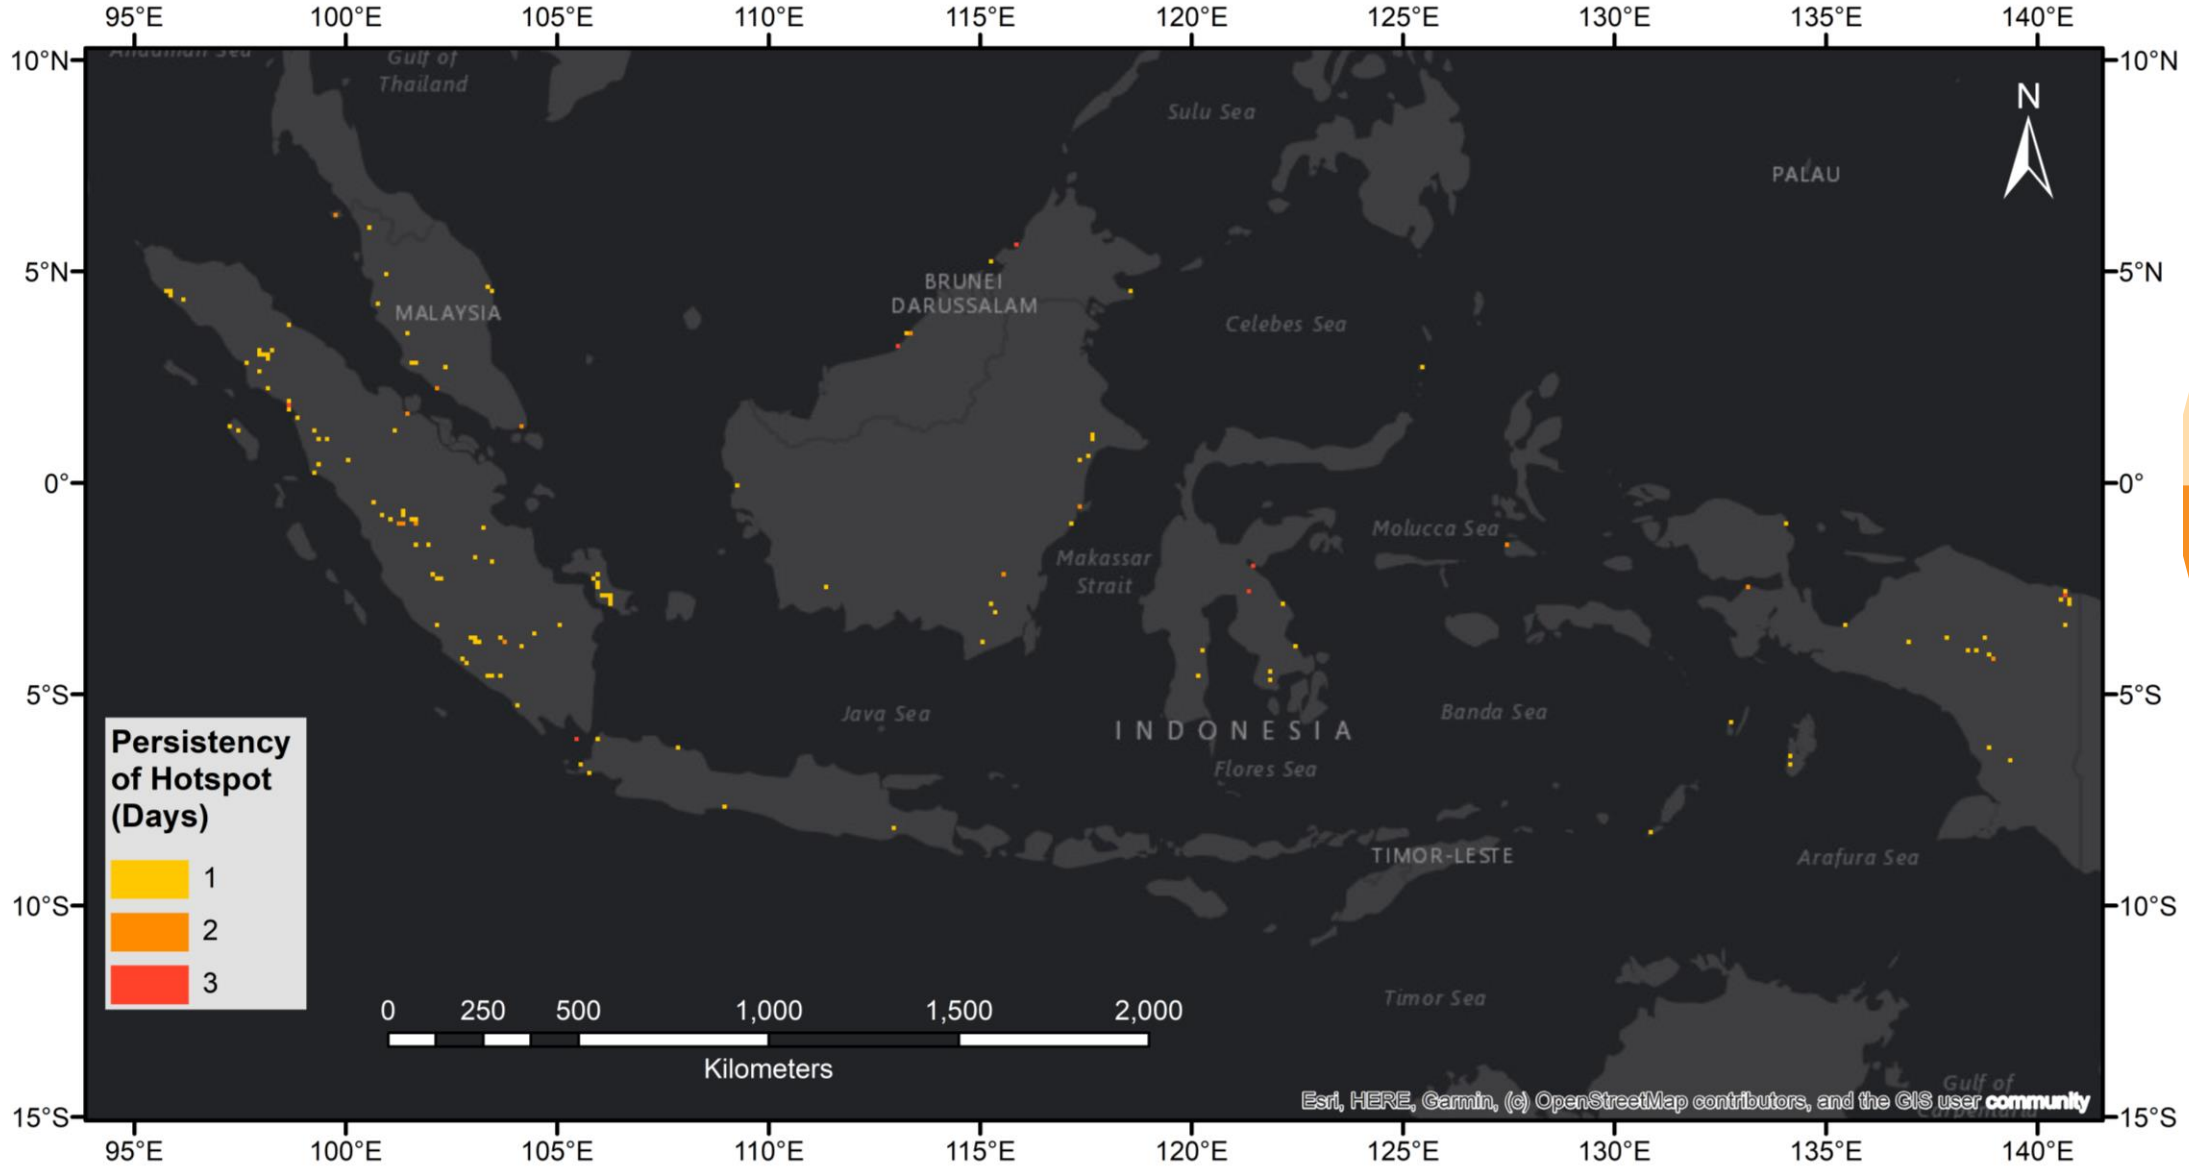 95°E 100°E 105°E 110°E 115°E 120°E 125°E 130°E 135°E 140°E
Andaman Sea
Gulf of
Thailand
10°N
10°N
Sulu Sea
N
PALAU
5°N
5°N
BRUNEI
DARUSSALAM
MALAYSIA
Celebes Sea
0°
0°
Molucca Sea
Makassar
Strait
5°S
5°S
Java Sea
Banda Sea
INDONESIA
Flores Sea
Persistency
of Hotspot
(Days)
1
2
3
TIMOR-LESTE
Arafura Sea
10°S
10°S
Timor Sea
0 250 500 1,000 1,500 2,000
Kilometers
Gulf of
Carpentaria
Esri, HERE, Garmin, (c) OpenStreetMap contributors, and the GIS user community
15°S
15°S
95°E 100°E 105°E 110°E 115°E 120°E 125°E 130°E 135°E 140°E